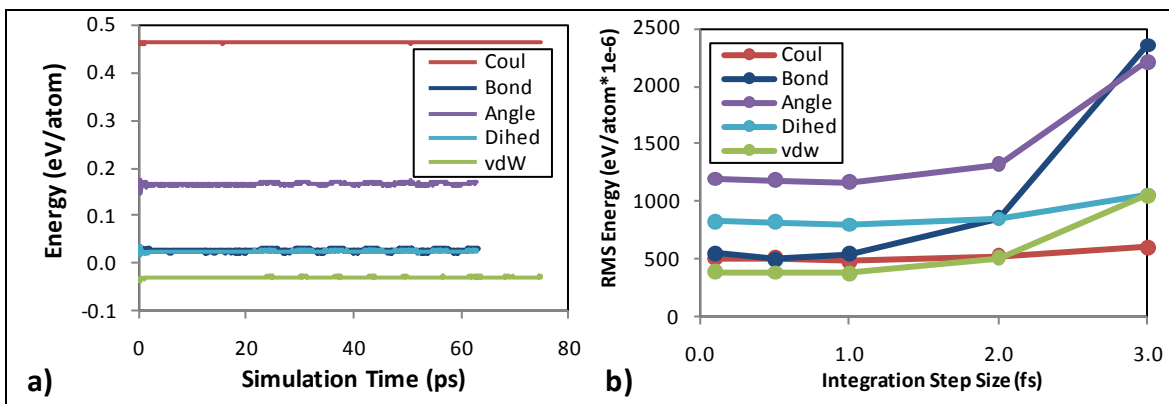 0.5
0.4
0.3
0.2
0.1
0.0
-0.1
Energy (eV/atom)
Coul
Bond
Angle
Dihed
vdW
0
20
40
60
80
Simulation Time (ps)
a)
2500
2000
1500
1000
500
0
RMS Energy (eV/atom*1e-6)
Coul
Bond
Angle
Dihed
vdw
0.0
1.0
2.0
3.0
Integration Step Size (fs)
b)